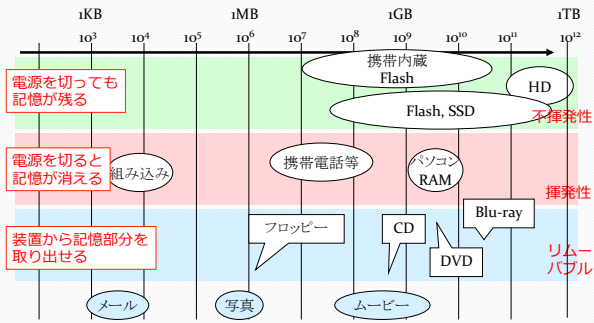 1KB 1MB 1GB 1TB
10³ 10⁴ 10⁵ 10⁶ 10⁷ 10⁸ 10⁹ 10¹⁰ 10¹¹ 10¹²
電源を切っても
記憶が残る
携帯内蔵
Flash
HD
Flash, SSD
不揮発性
電源を切ると
記憶が消える
組み込み
携帯電話等
パソコン
RAM
揮発性
装置から記憶部分を
取り出せる
フロッピー
CD
DVD
Blu-ray
リムー
バブル
メール
写真
ムービー